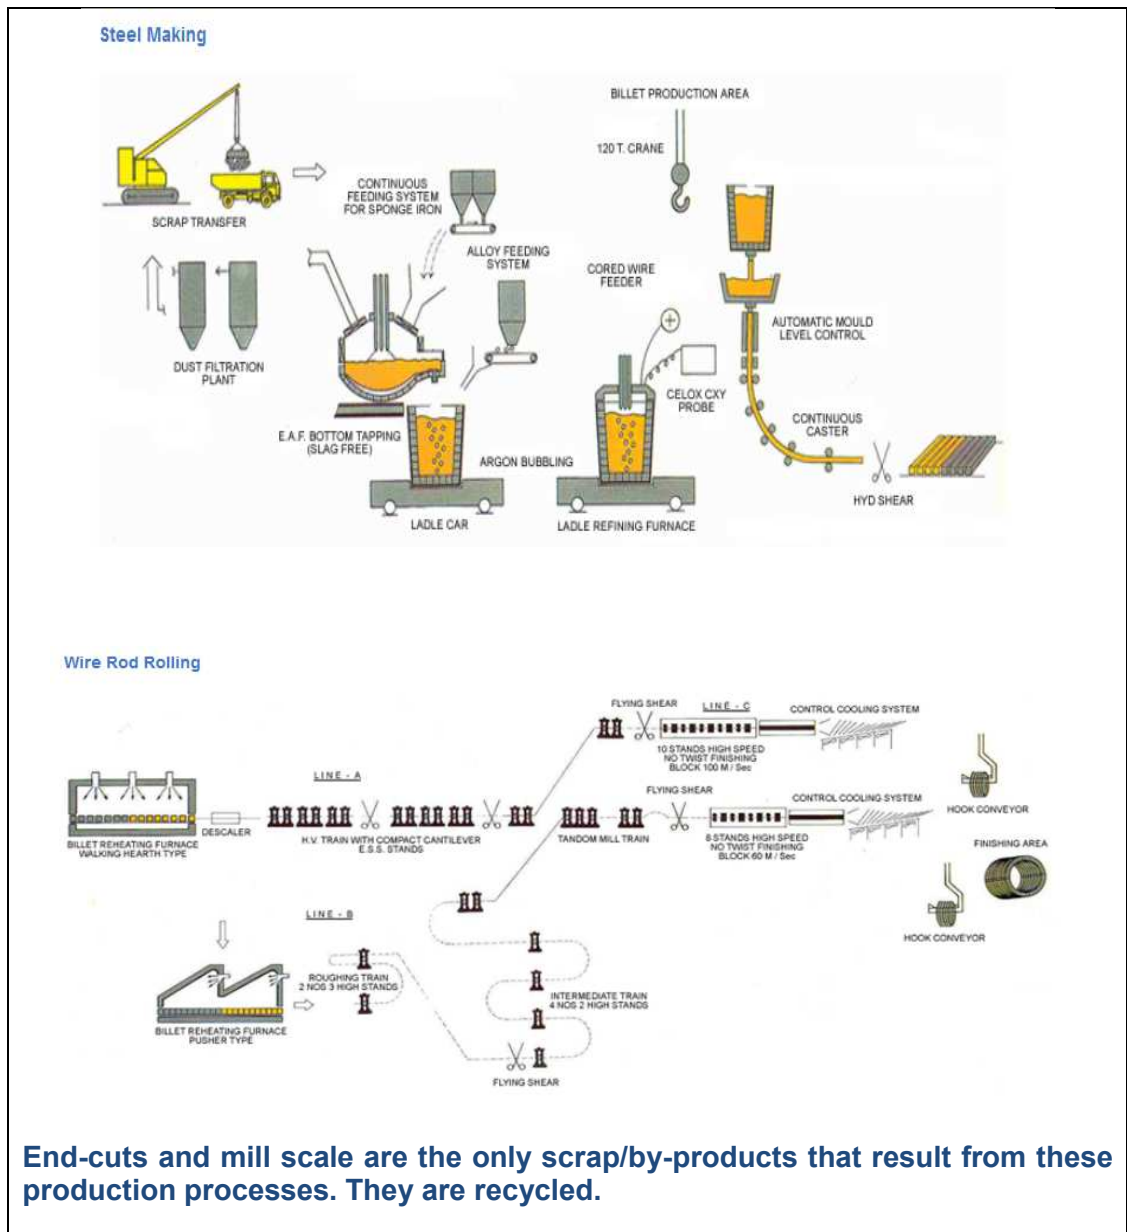 Steel Making
BILLET PRODUCTION AREA
120 T. CRANE
CONTINUOUS
FEEDING SYSTEM
FOR SPONGE IRON
SCRAP TRANSFER
ALLOY FEEDING
SYSTEM
CORED WIRE
FEEDER
AUTOMATIC MOULD
LEVEL CONTROL
DUST FILTRATION
PLANT
CELOX CXY
PROBE
CONTINUOUS
CASTER
E.A.F. BOTTOM TAPPING
(SLAG FREE)
ARGON BUBBLING
HYD SHEAR
LADLE CAR
LADLE REFINING FURNACE
Wire Rod Rolling
FLYING SHEAR
LINE - C
CONTROL COOLING SYSTEM
10 STANDS HIGH SPEED
NO TWIST FINISHING
BLOCK 100 M / Sec
LINE - A
HOOK CONVEYOR
FLYING SHEAR
CONTROL COOLING SYSTEM
DESCALER
BILLET REHEATING FURNACE
WALKING HEARTH TYPE
H.V. TRAIN WITH COMPACT CANTILEVER
E.S.S. STANDS
TANDOM MILL TRAIN
8 STANDS HIGH SPEED
NO TWIST FINISHING
BLOCK 60 M / Sec
FINISHING AREA
LINE - B
HOOK CONVEYOR
ROUGHING TRAIN
2 NOS 3 HIGH STANDS
INTERMEDIATE TRAIN
4 NOS 2 HIGH STANDS
BILLET REHEATING FURNACE
PUSHER TYPE
FLYING SHEAR
End-cuts and mill scale are the only scrap/by-products that result from these
production processes. They are recycled.